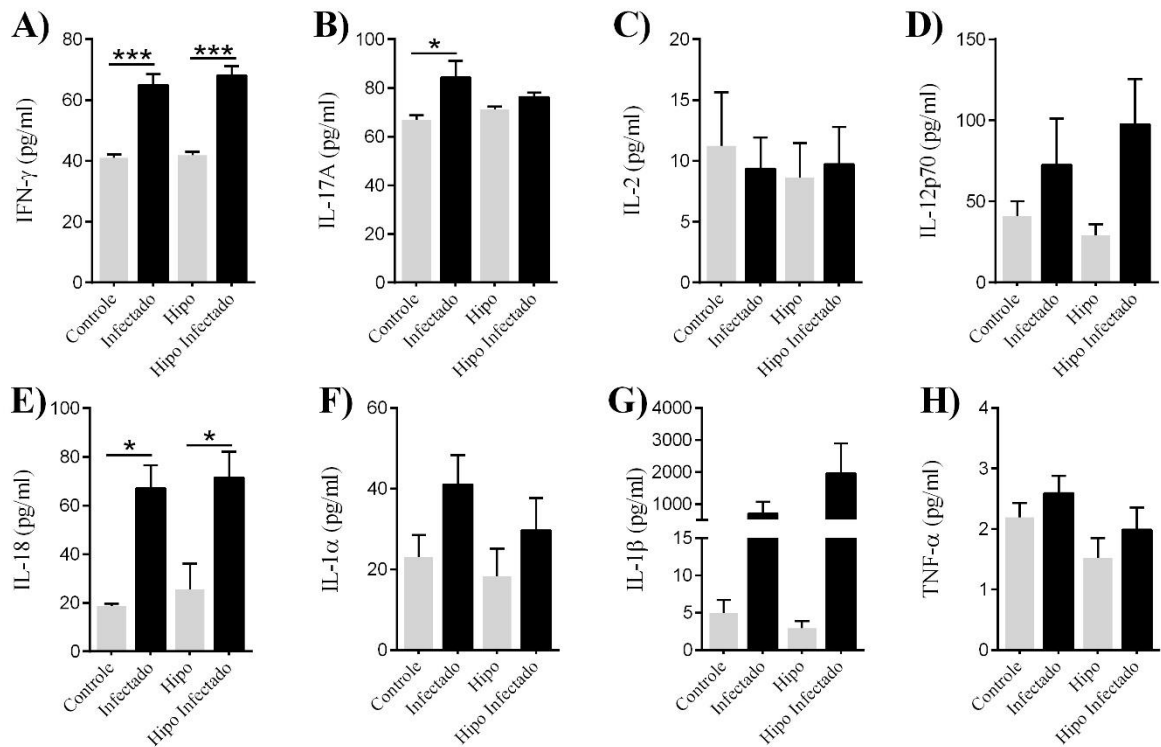 A)
IFN-γ (pg/ml)
80
60
40
20
0
***
***
Controle
Infectado
Hipo
Hipo Infectado
B)
IL-17A (pg/ml)
100
80
60
40
20
0
*
Controle
Infectado
Hipo
Hipo Infectado
C)
IL-2 (pg/ml)
20
15
10
5
0
Controle
Infectado
Hipo
Hipo Infectado
D)
IL-12p70 (pg/ml)
150
100
50
0
Controle
Infectado
Hipo
Hipo Infectado
E)
IL-18 (pg/ml)
100
80
60
40
20
0
*
*
Controle
Infectado
Hipo
Hipo Infectado
F)
IL-1α (pg/ml)
60
40
20
0
Controle
Infectado
Hipo
Hipo Infectado
G)
IL-1β (pg/ml)
4000
3000
2000
1000
15
10
5
0
Controle
Infectado
Hipo
Hipo Infectado
H)
TNF-α (pg/ml)
4
3
2
1
0
Controle
Infectado
Hipo
Hipo Infectado